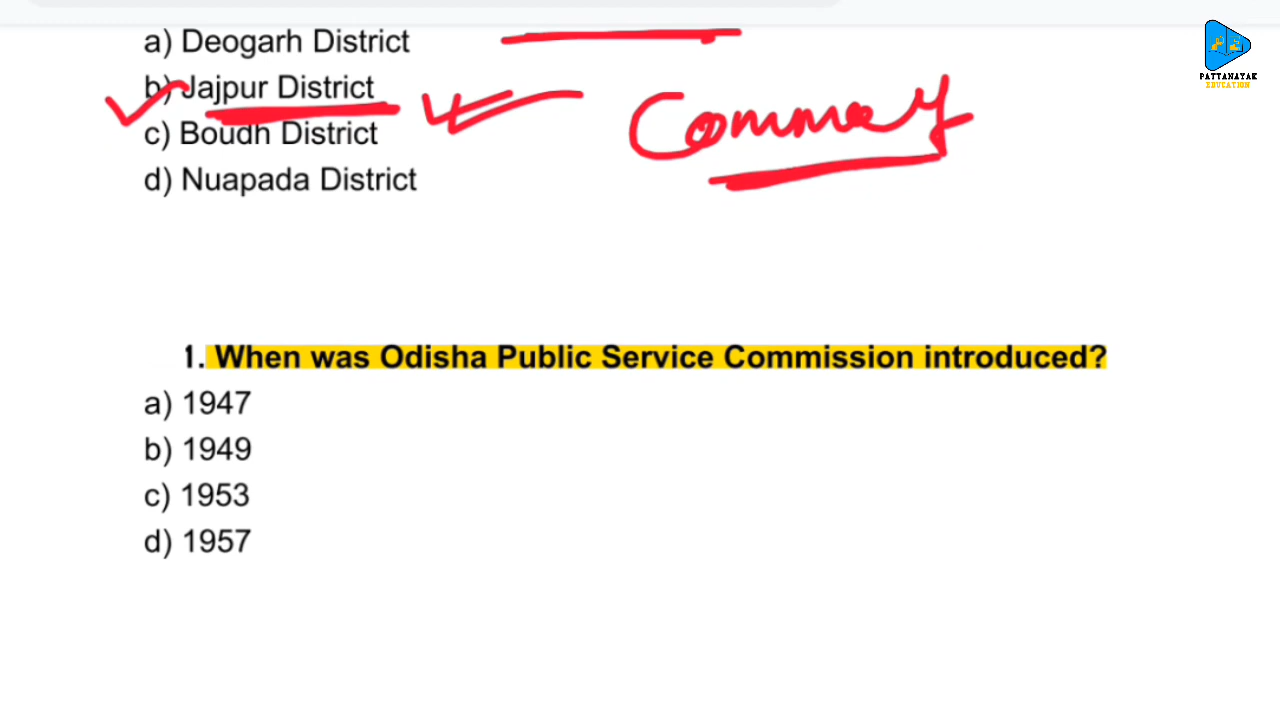 a) Deogarh District
b) Jajpur District
c) Boudh District
d) Nuapada District
PATTANAYAK
EDUCATION
1. When was Odisha Public Service Commission introduced?
a) 1947
b) 1949
c) 1953
d) 1957